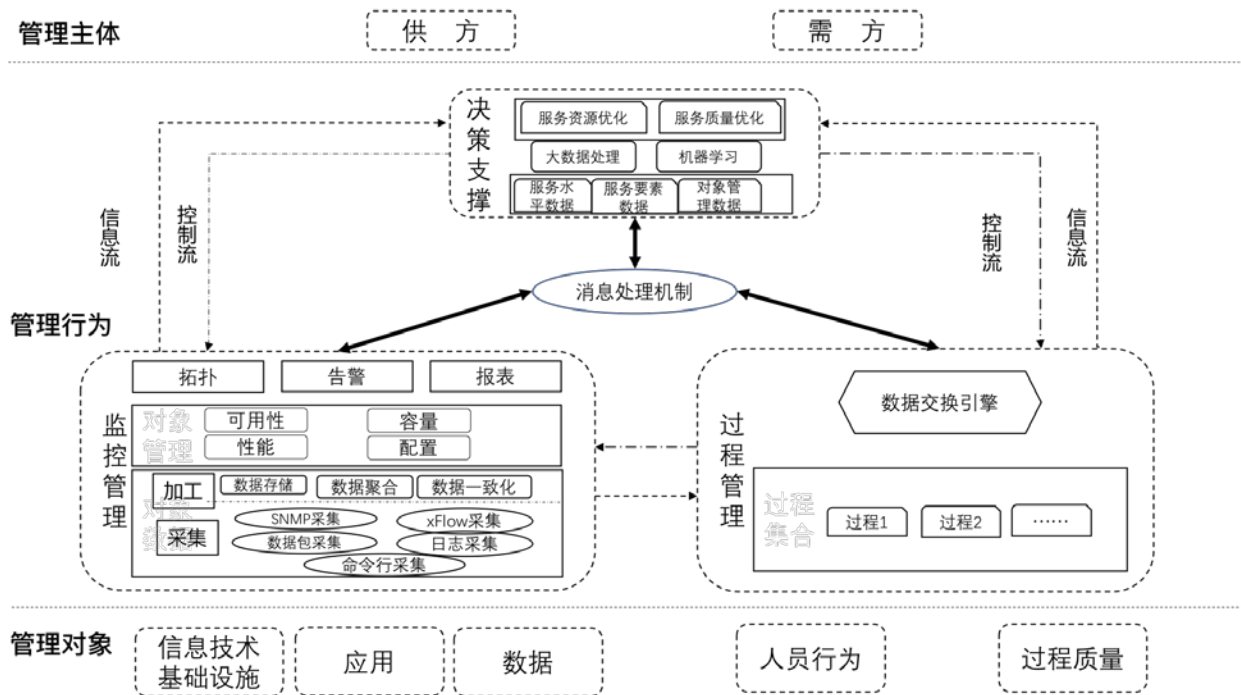 管理主体
供 方
需 方
决策支撑
服务资源优化
服务质量优化
大数据处理
机器学习
服务水
平数据
服务要素
数据
对象管
理数据
信息流
控制流
控制流
信息流
消息处理机制
管理行为
监控管理
拓扑
告警
报表
对象
管理
可用性
容量
性能
配置
对象
数据
加工
数据存储
数据聚合
数据一致化
采集
SNMP采集
xFlow采集
数据包采集
日志采集
命令行采集
过程管理
数据交换引擎
过程
集合
过程1
过程2
……
管理对象
信息技术
基础设施
应用
数据
人员行为
过程质量